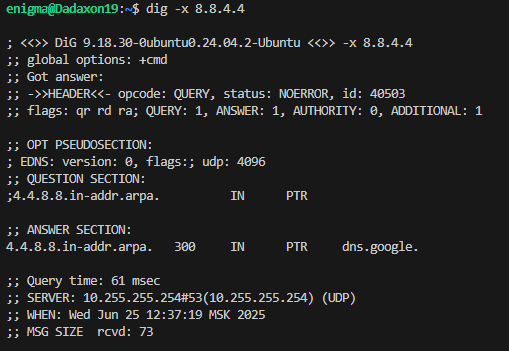 enigma@Dadaxon19:~$ dig -x 8.8.4.4

; <<>> DiG 9.18.30-0ubuntu0.24.04.2-Ubuntu <<>> -x 8.8.4.4
;; global options: +cmd
;; Got answer:
;; ->>HEADER<<- opcode: QUERY, status: NOERROR, id: 40503
;; flags: qr rd ra; QUERY: 1, ANSWER: 1, AUTHORITY: 0, ADDITIONAL: 1

;; OPT PSEUDOSECTION:
; EDNS: version: 0, flags:; udp: 4096
;; QUESTION SECTION:
;4.4.8.8.in-addr.arpa.          IN      PTR

;; ANSWER SECTION:
4.4.8.8.in-addr.arpa.   300     IN      PTR     dns.google.

;; Query time: 61 msec
;; SERVER: 10.255.255.254#53(10.255.255.254) (UDP)
;; WHEN: Wed Jun 25 12:37:19 MSK 2025
;; MSG SIZE  rcvd: 73